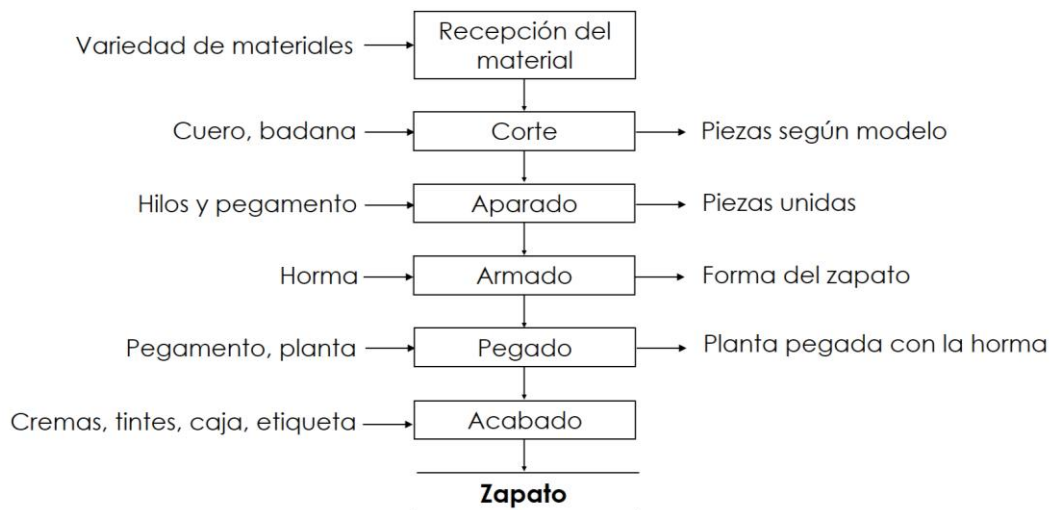 Variedad de materiales
Recepción del
material
Cuero, badana
Corte
Piezas según modelo
Hilos y pegamento
Aparado
Piezas unidas
Horma
Armado
Forma del zapato
Pegamento, planta
Pegado
Planta pegada con la horma
Cremas, tintes, caja, etiqueta
Acabado
Zapato